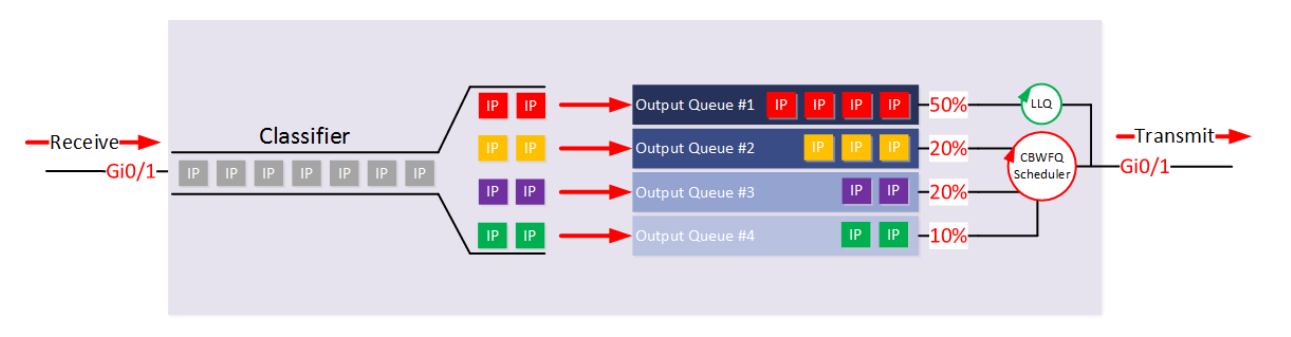 Receive
Gi0/1
Classifier
IP IP IP IP IP IP IP
IP IP
IP IP
IP IP
IP IP
Output Queue #1 IP IP IP IP 50%
Output Queue #2 IP IP IP 20%
Output Queue #3 IP IP 20%
Output Queue #4 IP IP 10%
LLQ
CBWFQ
Scheduler
Transmit
Gi0/1